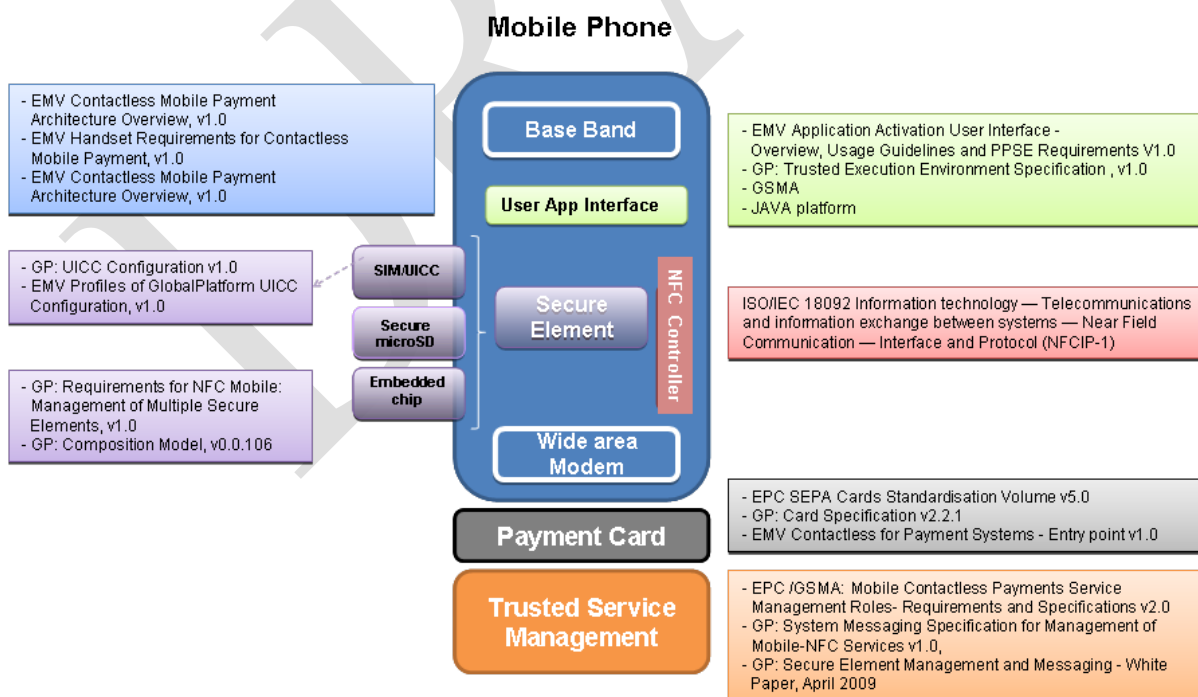 Mobile Phone
- EMV Contactless Mobile Payment
Architecture Overview, v1.0
- EMV Handset Requirements for Contactless
Mobile Payment, v1.0
- EMV Contactless Mobile Payment
Architecture Overview, v1.0
- GP: UICC Configuration v1.0
- EMV Profiles of GlobalPlatform UICC
Configuration, v1.0
- GP: Requirements for NFC Mobile:
Management of Multiple Secure
Elements, v1.0
- GP: Composition Model, v0.0.106
Base Band
User App Interface
SIM/UICC
Secure
microSD
Embedded
chip
Secure
Element
NFC Controller
Wide area
Modem
Payment Card
Trusted Service
Management
- EMV Application Activation User Interface -
Overview, Usage Guidelines and PPSE Requirements V1.0
- GP: Trusted Execution Environment Specification , v1.0
- GSMA
- JAVA platform
ISO/IEC 18092 Information technology — Telecommunications
and information exchange between systems — Near Field
Communication — Interface and Protocol (NFCIP-1)
- EPC SEPA Cards Standardisation Volume v5.0
- GP: Card Specification v2.2.1
- EMV Contactless for Payment Systems - Entry point v1.0
- EPC /GSMA: Mobile Contactless Payments Service
Management Roles- Requirements and Specifications v2.0
- GP: System Messaging Specification for Management of
Mobile-NFC Services v1.0,
- GP: Secure Element Management and Messaging - White
Paper, April 2009